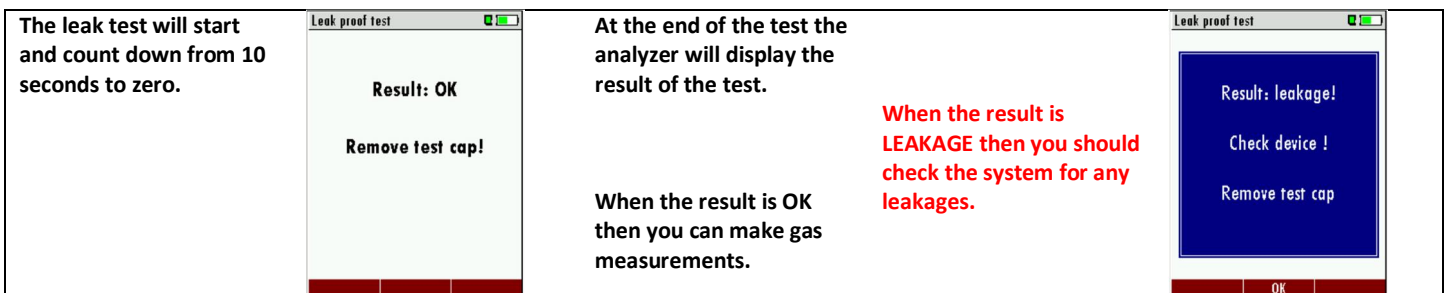 The leak test will start
and count down from 10
seconds to zero.
Leak proof test
Result: OK
Remove test cap!
At the end of the test the
analyzer will display the
result of the test.
When the result is OK
then you can make gas
measurements.
When the result is
LEAKAGE then you should
check the system for any
leakages.
Leak proof test
Result: leakage!
Check device !
Remove test cap
OK